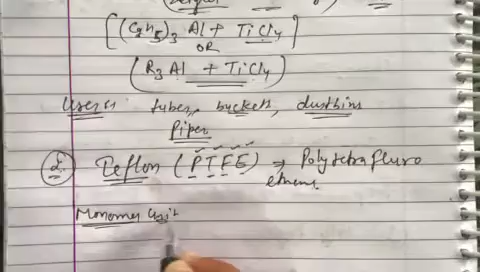 [(C2H5)3 Al + TiCl4]
OR
(R3 Al + TiCl4)
Uses: tubes, buckets, dustbins
Pipes
② Teflon (PTFE) → Polytetrafluro
ethene
Monomer Unit